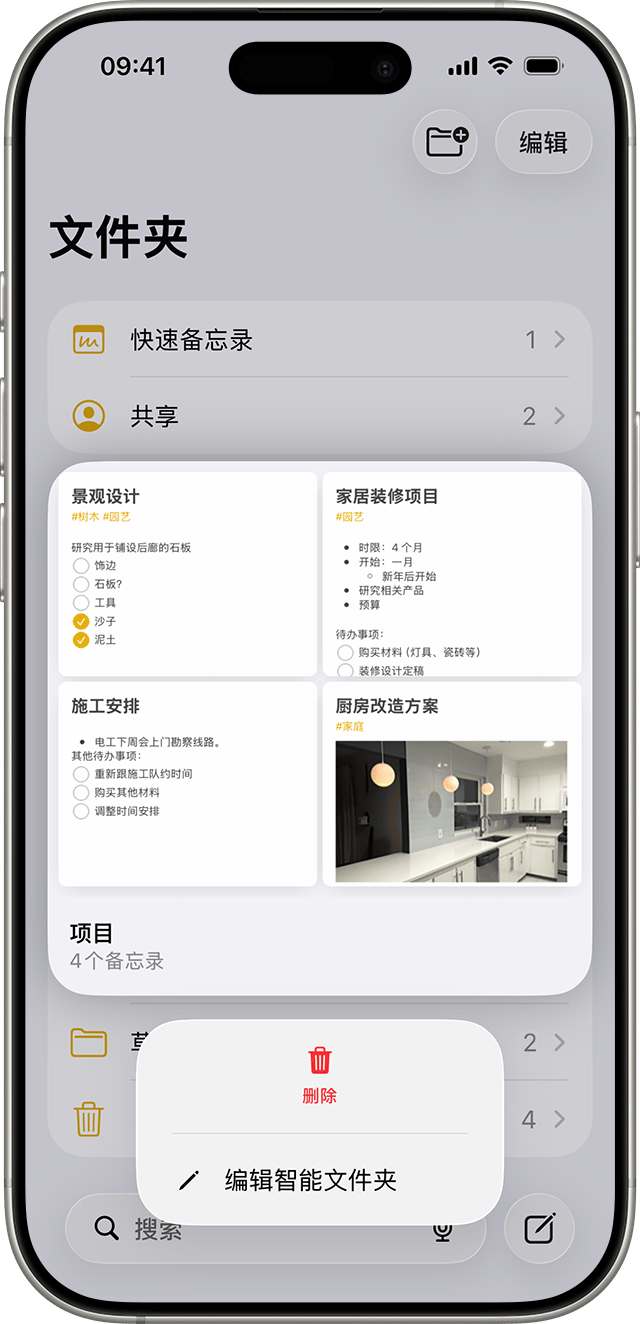 09:41
编辑
文件夹
快速备忘录 1
共享 2
景观设计
#树木 #园艺
研究用于铺设后廊的石板
饰边
石板?
工具
沙子
泥土
家居装修项目
#园艺
• 时限：4 个月
• 开始：一月
○ 新年后开始
• 研究相关产品
• 预算
待办事项：
购买材料 (灯具、瓷砖等)
装修设计定稿
施工安排
• 电工下周会上门勘察线路。
其他待办事项：
重新跟施工队约时间
购买其他材料
调整时间安排
厨房改造方案
#家庭
项目
4个备忘录
2
4
删除
编辑智能文件夹
搜索